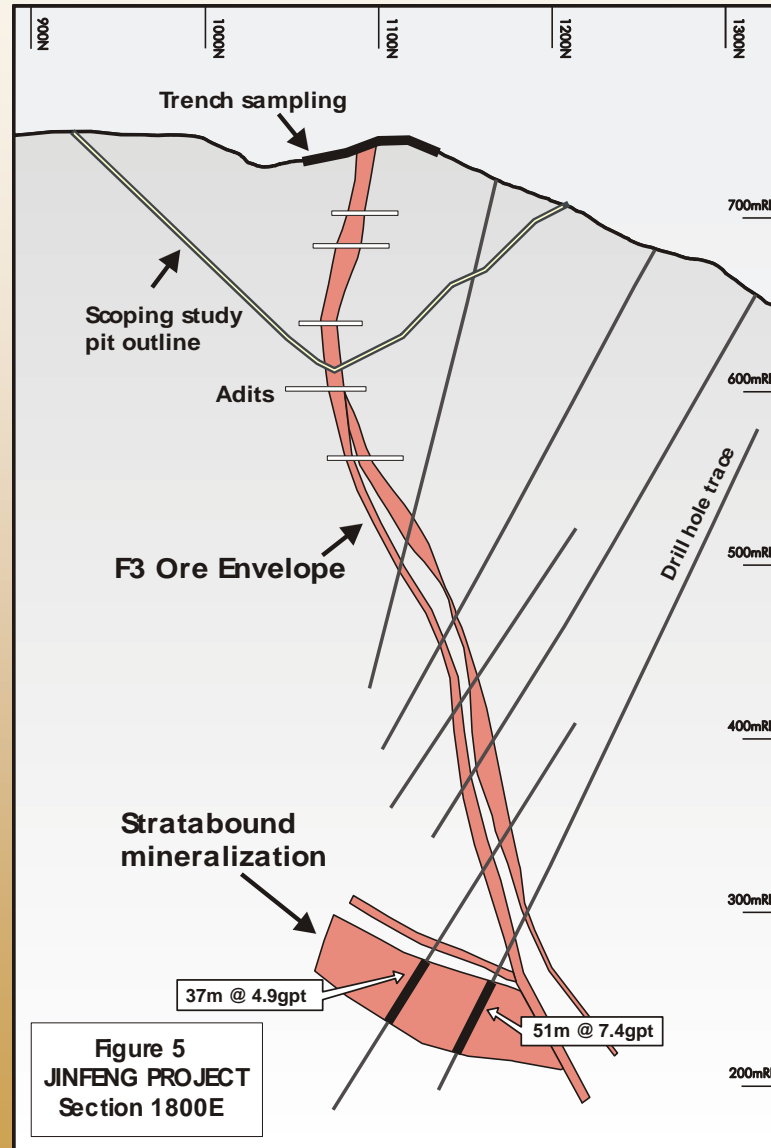 900N
1000N
1100N
1200N
1300N
Trench sampling
700mRL
Scoping study
pit outline
600mRL
Adits
Drill hole trace
500mRL
F3 Ore Envelope
400mRL
Stratabound
mineralization
300mRL
37m @ 4.9gpt
51m @ 7.4gpt
Figure 5
JINFENG PROJECT
Section 1800E
200mRL